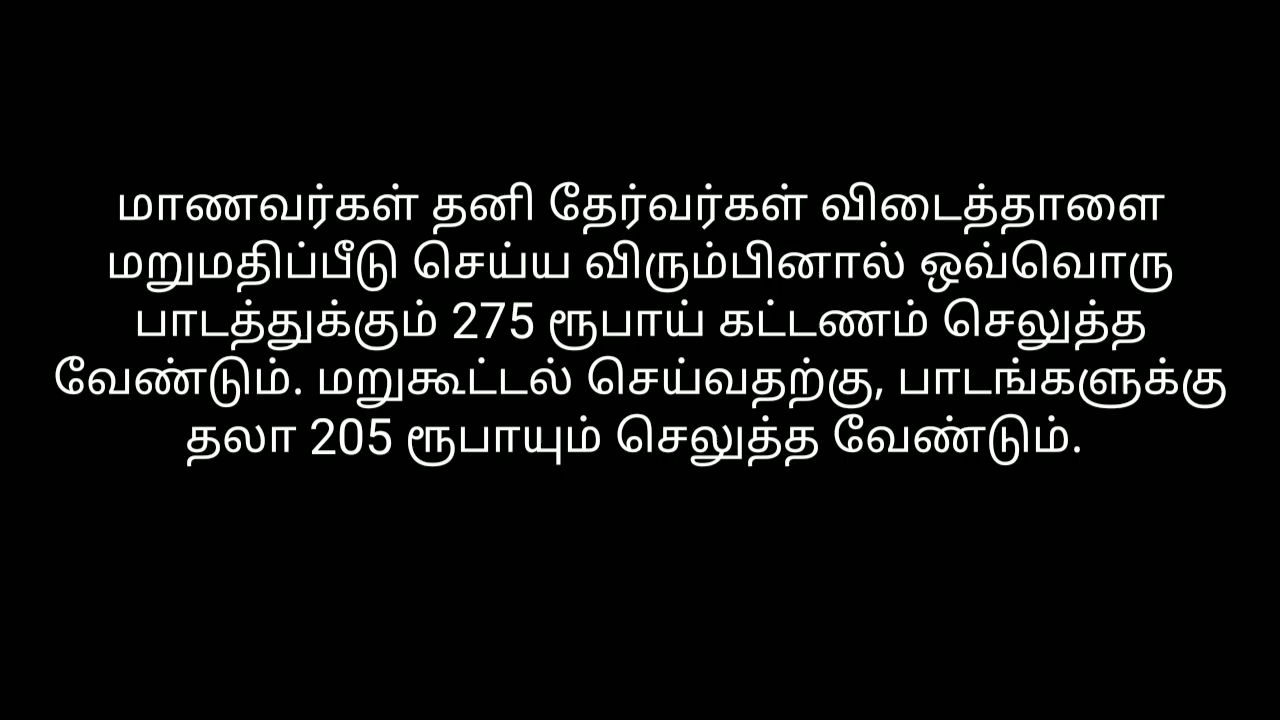 மாணவர்கள் தனி தேர்வர்கள் விடைத்தாளை
மறுமதிப்பீடு செய்ய விரும்பினால் ஒவ்வொரு
பாடத்துக்கும் 275 ரூபாய் கட்டணம் செலுத்த
வேண்டும். மறுகூட்டல் செய்வதற்கு, பாடங்களுக்கு
தலா 205 ரூபாயும் செலுத்த வேண்டும்.